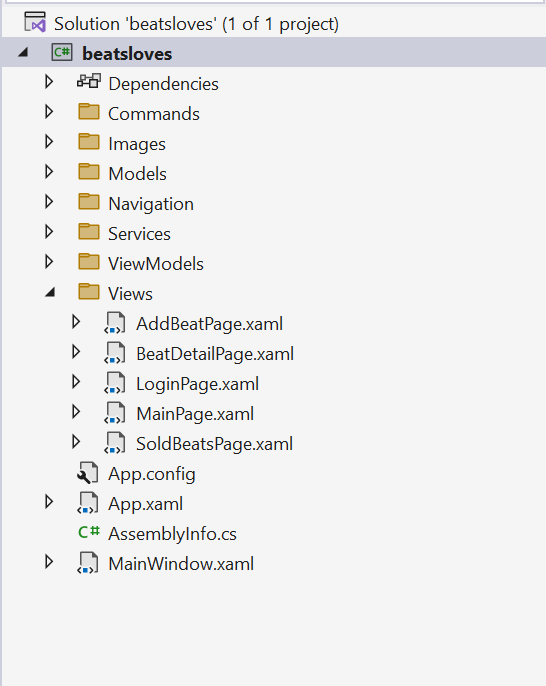 Solution 'beatsloves' (1 of 1 project)
C# beatsloves
Dependencies
Commands
Images
Models
Navigation
Services
ViewModels
Views
AddBeatPage.xaml
BeatDetailPage.xaml
LoginPage.xaml
MainPage.xaml
SoldBeatsPage.xaml
App.config
App.xaml
C# AssemblyInfo.cs
MainWindow.xaml